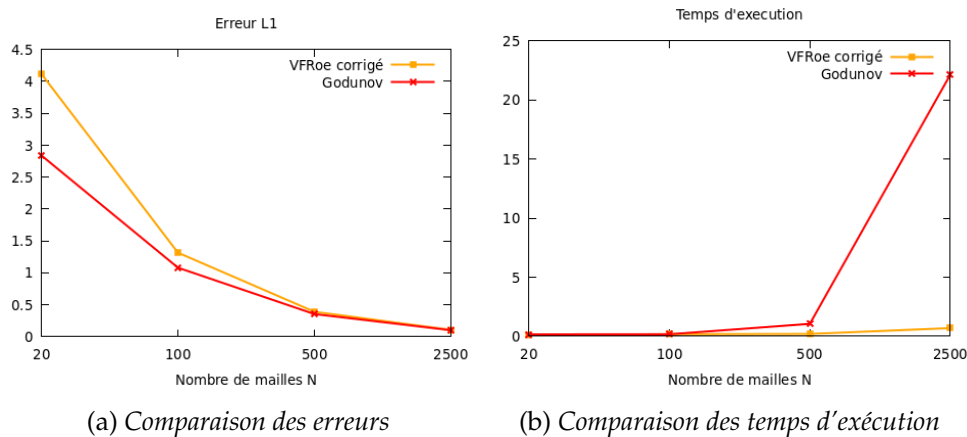 Erreur L1
4.5
4
3.5
3
2.5
2
1.5
1
0.5
0
20
100
500
2500
VFRoe corrigé
Godunov
Nombre de mailles N
(a) Comparaison des erreurs
Temps d'execution
25
20
15
10
5
0
20
100
500
2500
VFRoe corrigé
Godunov
Nombre de mailles N
(b) Comparaison des temps d'exécution